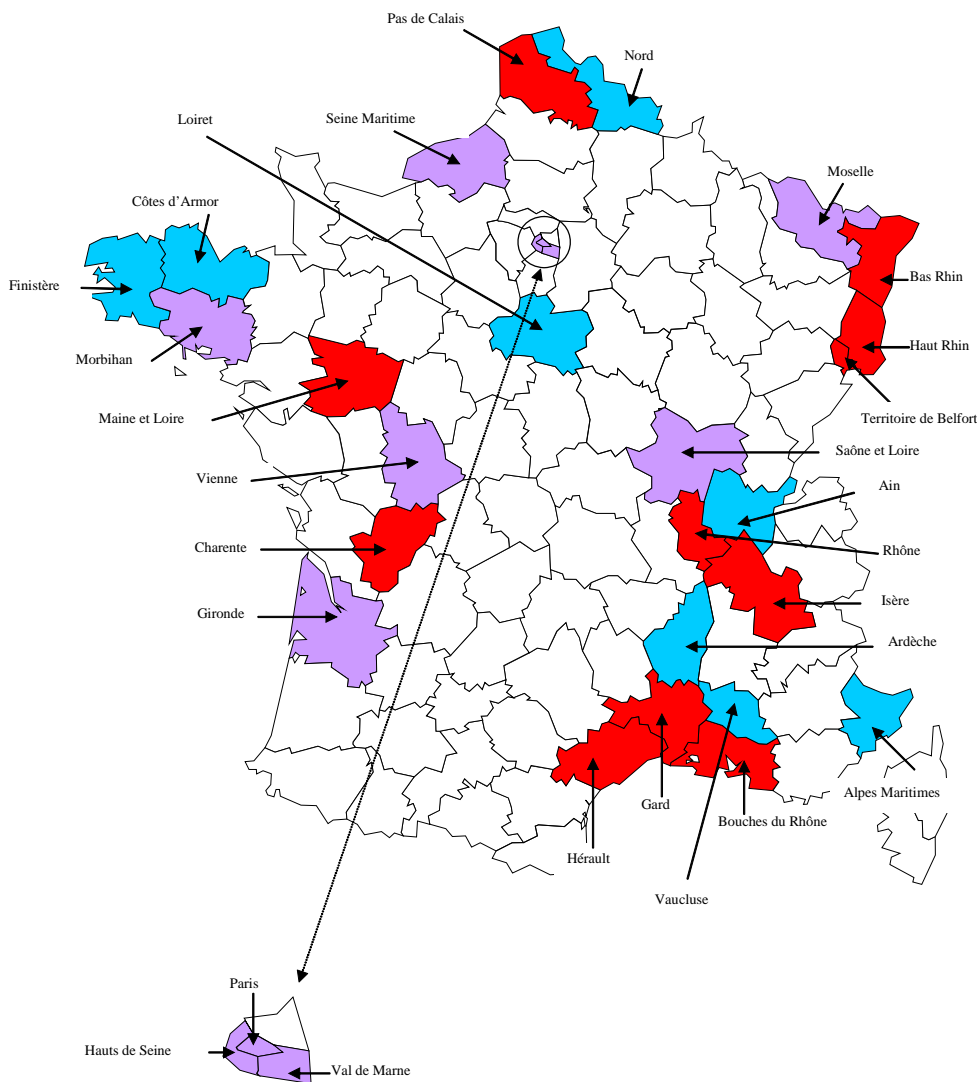 Pas de Calais
Nord
Loiret
Seine Maritime
Moselle
Côtes d'Armor
Finistère
Bas Rhin
Haut Rhin
Morbihan
Maine et Loire
Territoire de Belfort
Saône et Loire
Vienne
Ain
Charente
Rhône
Isère
Gironde
Ardèche
Alpes Maritimes
Gard
Bouches du Rhône
Hérault
Vaucluse
Paris
Hauts de Seine
Val de Marne